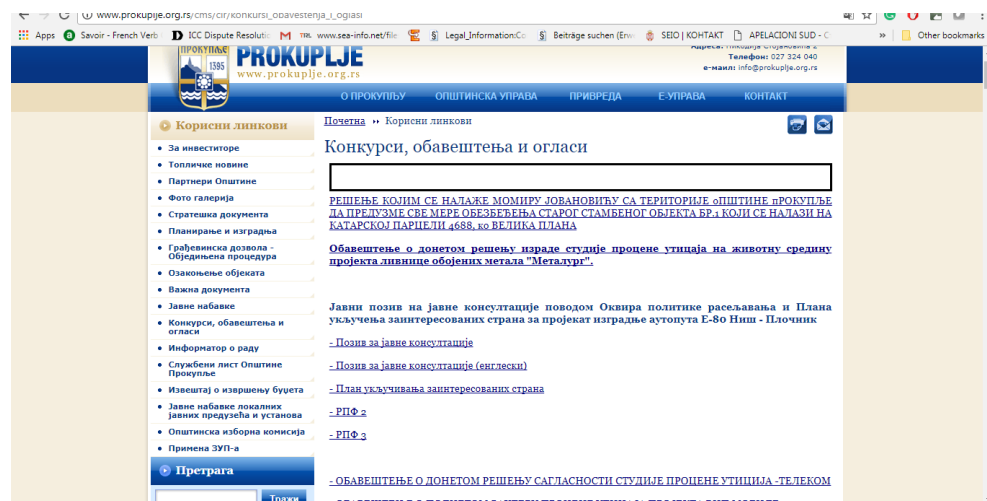 www.prokuplje.org.rs/cms/cir/konkursi_obavestenja_i_oglasi
Apps Savoir - French Verb ICC Dispute Resolutic www.sea-info.net/file Legal_Information:Co Beiträge suchen (Erw SEIO | КОНТАКТ APELACIONI SUD - C » Other bookmarks
ПРОКУПЉЕ
1395
PROKUPLJE
www.prokuplje.org.rs
Телефон: 027 324 040
е-маил: info@prokuplje.org.rs
О ПРОКУПЉУ ОПШТИНСКА УПРАВА ПРИВРЕДА Е-УПРАВА КОНТАКТ
Корисни линкови
За инвеститоре
Топличке новине
Партнери Општине
Фото галерија
Стратешка документа
Планирање и изградња
Грађевинска дозвола -
Обједињена процедура
Озакоњење објеката
Важна документа
Јавне набавке
Конкурси, обавештења и
огласи
Информатор о раду
Службени лист Општине
Прокупље
Извештај о извршењу буџета
Јавне набавке локалних
јавних предузећа и установа
Општинска изборна комисија
Примена ЗУП-а
Претрага
Тражи
Почетна ›› Корисни линкови
Конкурси, обавештења и огласи
РЕШЕЊЕ КОЈИМ СЕ НАЛАЖЕ МОМИРУ ЈОВАНОВИЋУ СА ТЕРИТОРИЈЕ оПШТИНЕ пРОКУПЉЕ
ДА ПРЕДУЗМЕ СВЕ МЕРЕ ОБЕЗБЕЂЕЊА СТАРОГ СТАМБЕНОГ ОБЈЕКТА БР.1 КОЈИ СЕ НАЛАЗИ НА
КАТАРСКОЈ ПАРЦЕЛИ 4688, ко ВЕЛИКА ПЛАНА
Обавештење о донетом решењу израде студије процене утицаја на животну средину
пројекта ливнице обојених метала "Металург".
Јавни позив на јавне консултације поводом Оквира политике расељавања и Плана
укључења заинтересованих страна за пројекат изградње аутопута Е-80 Ниш - Плочник
- Позив за јавне консултације
- Позив за јавне консултације (енглески)
- План укључивања заинтересованих страна
- РПФ 2
- РПФ 3
- ОБАВЕШТЕЊЕ О ДОНЕТОМ РЕШЕЊУ САГЛАСНОСТИ СТУДИЈЕ ПРОЦЕНЕ УТИЦИЈА -ТЕЛЕКОМ